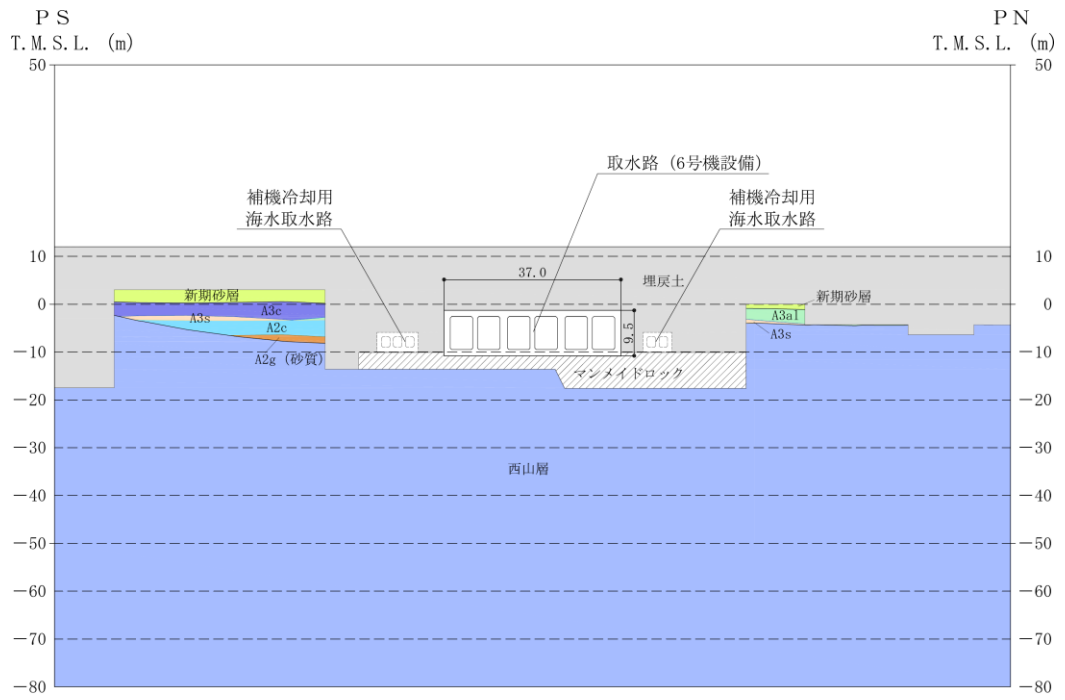 ＰＳ
ＰＮ
T.M.S.L. (m)
T.M.S.L. (m)
50
50
取水路（6号機設備）
補機冷却用
海水取水路
補機冷却用
海水取水路
10
10
37.0
埋戻土
新期砂層
新期砂層
0
0
A3c
A3s
A3a1
A2c
9.5
A3s
A2g（砂質）
－10
－10
マンメイドロック
－20
－20
－30
－30
西山層
－40
－40
－50
－50
－60
－60
－70
－70
－80
－80